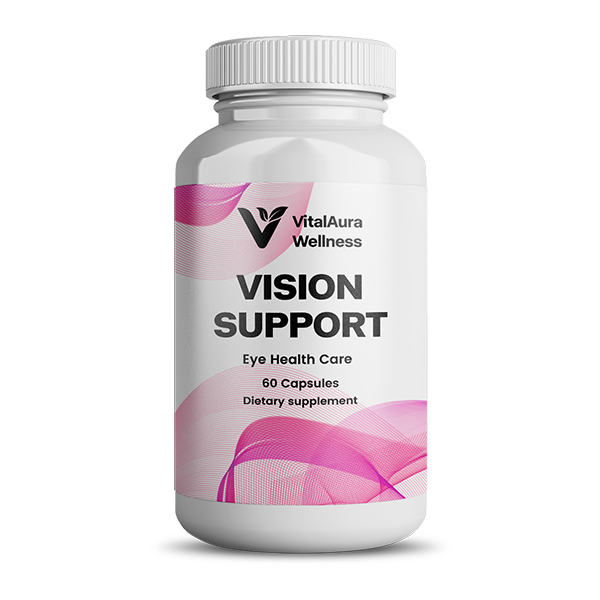 VitalAura
Wellness
VISION
SUPPORT
Eye Health Care
60 Capsules
Dietary supplement